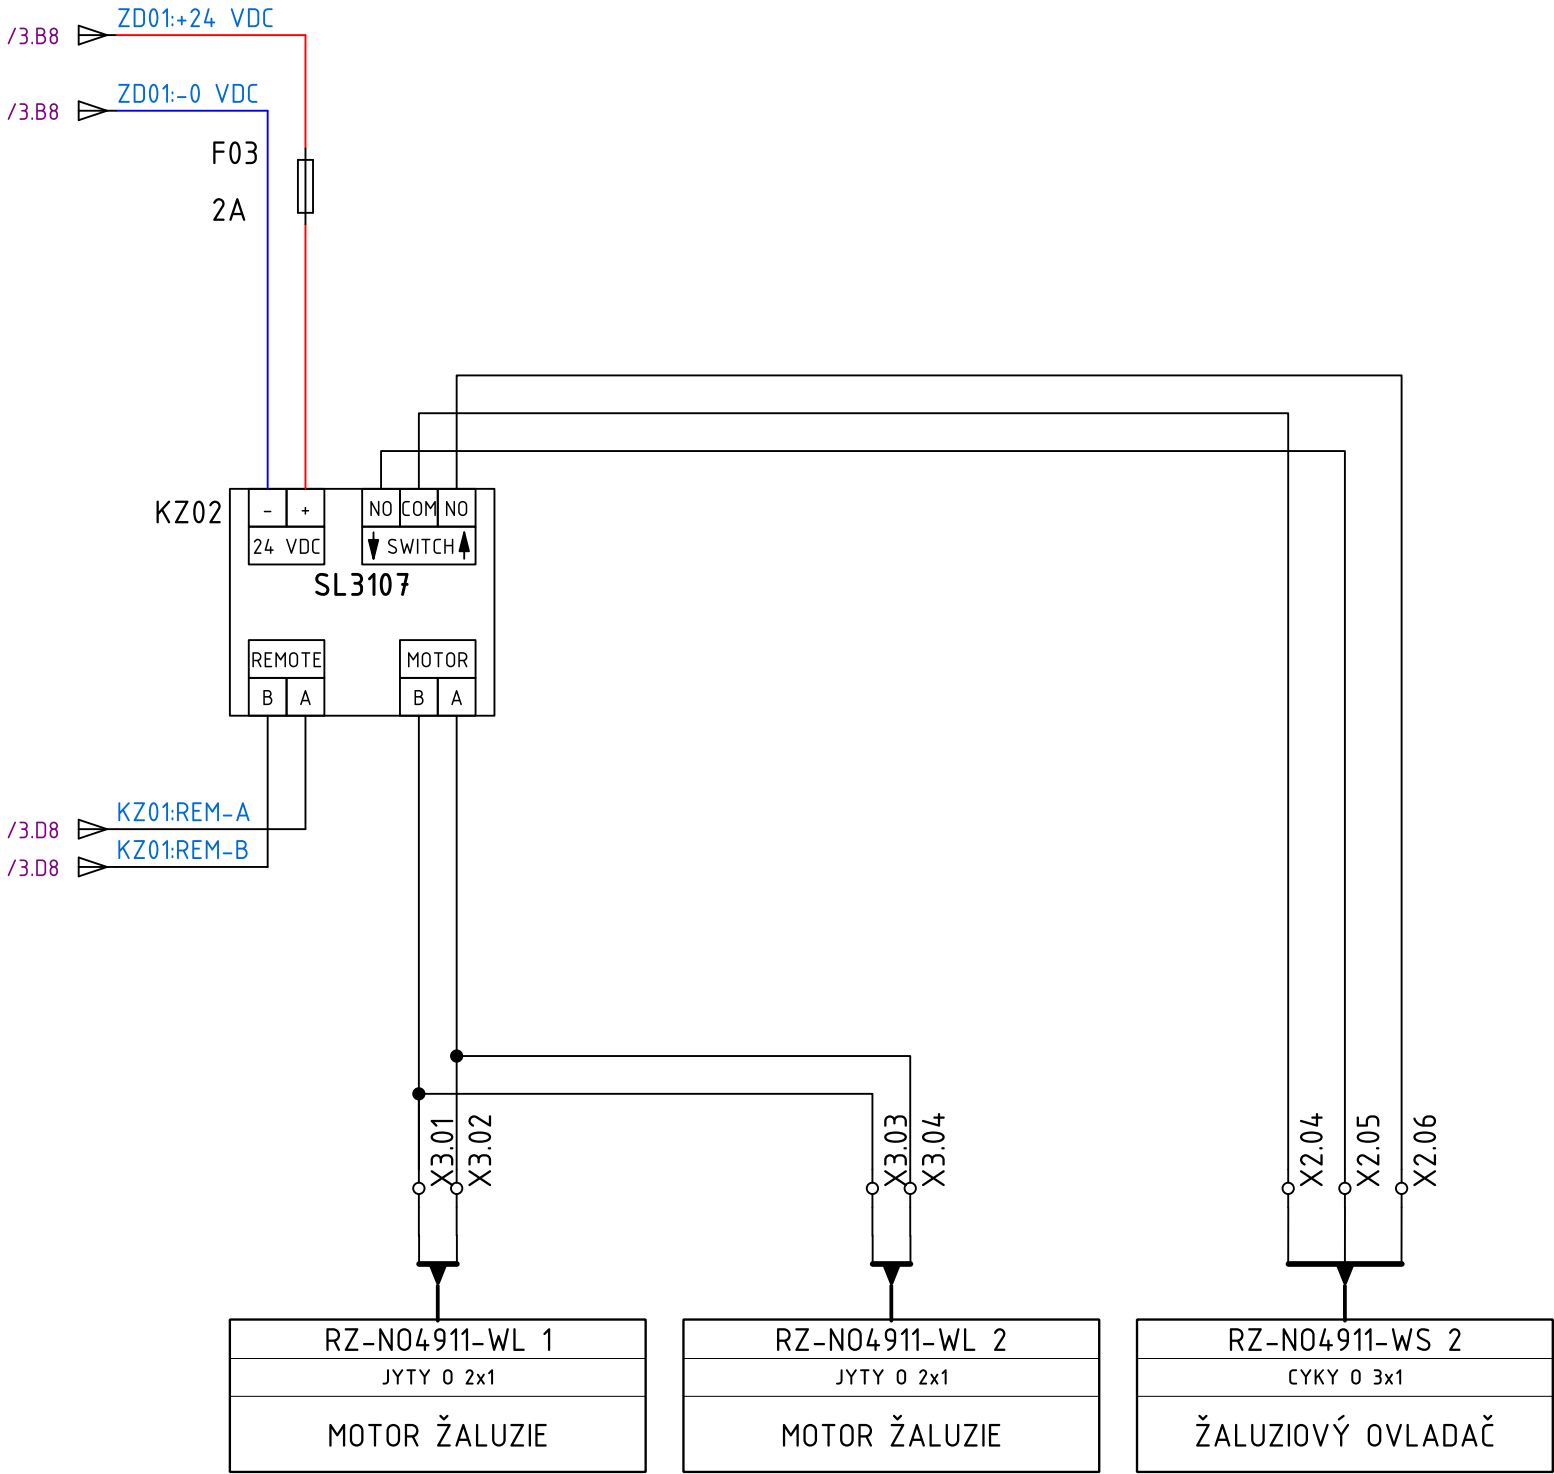 ZD01:+24 VDC
/3.B8
ZD01:-0 VDC
/3.B8
F03
2A
KZ02
- +
24 VDC
NO COM NO
SWITCH
SL3107
REMOTE
B A
MOTOR
B A
KZ01:REM-A
/3.D8
KZ01:REM-B
/3.D8
X3.01
X3.02
X3.03
X3.04
X2.04
X2.05
X2.06
RZ-N04911-WL 1
JYTY O 2x1
MOTOR ŽALUZIE
RZ-N04911-WL 2
JYTY O 2x1
MOTOR ŽALUZIE
RZ-N04911-WS 2
CYKY O 3x1
ŽALUZIOVÝ OVLADAČ